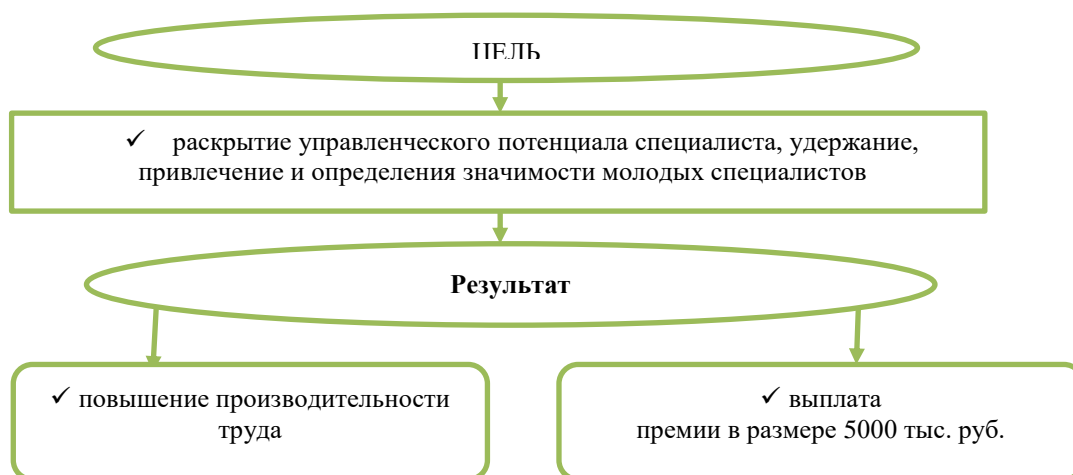 ЦЕЛЬ
✓ раскрытие управленческого потенциала специалиста, удержание,
привлечение и определения значимости молодых специалистов
Результат
✓ повышение производительности
труда
✓ выплата
премии в размере 5000 тыс. руб.